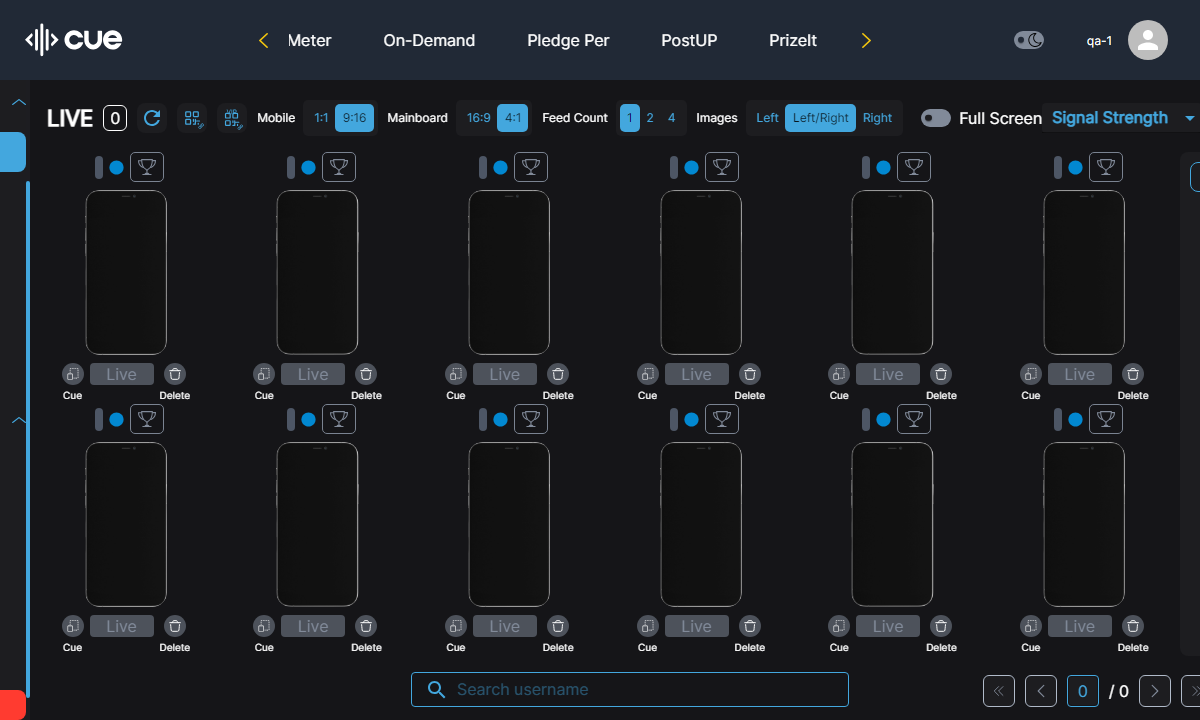 cue
Meter On-Demand Pledge Per PostUP PrizeIt
qa-1
LIVE 0 Mobile 1:1 9:16 Mainboard 16:9 4:1 Feed Count 1 2 4 Images Left Left/Right Right Full Screen Signal Strength
Live Live Live Live Live Live
Cue Delete Cue Delete Cue Delete Cue Delete Cue Delete Cue Delete
Live Live Live Live Live Live
Cue Delete Cue Delete Cue Delete Cue Delete Cue Delete Cue Delete
Search username
0 / 0